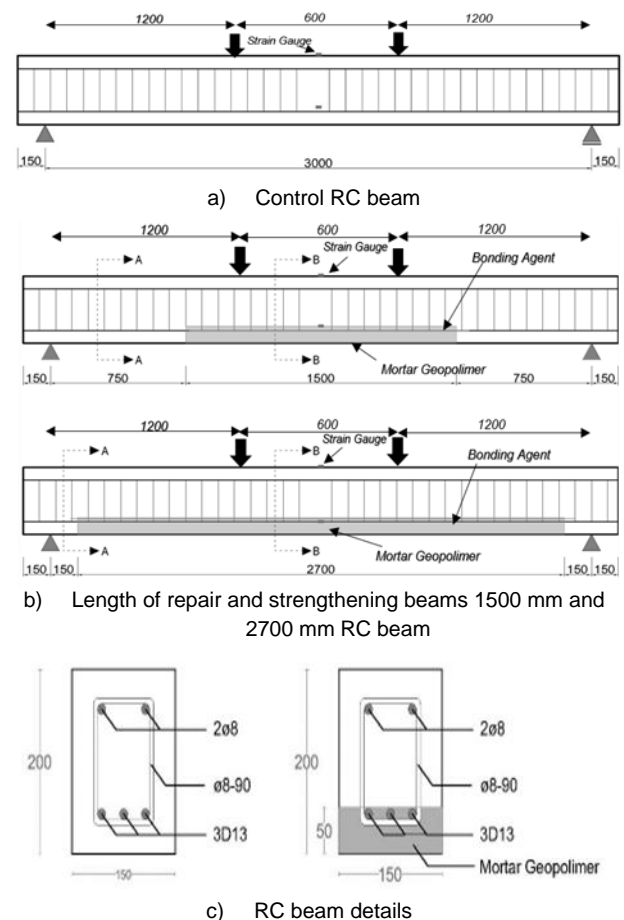 1200 600 1200
Strain Gauge
150 3000 150
a) Control RC beam
1200 600 1200
Strain Gauge
A B
Bonding Agent
A B
Mortar Geopolimer
150 750 1500 750 150
1200 600 1200
Strain Gauge
A B
Bonding Agent
A B
Mortar Geopolimer
150 150 2700 150 150
b) Length of repair and strengthening beams 1500 mm and
2700 mm RC beam
2ø8
200
ø8-90
3D13
150
2ø8
200
ø8-90
50
3D13
Mortar Geopolimer
150
c) RC beam details